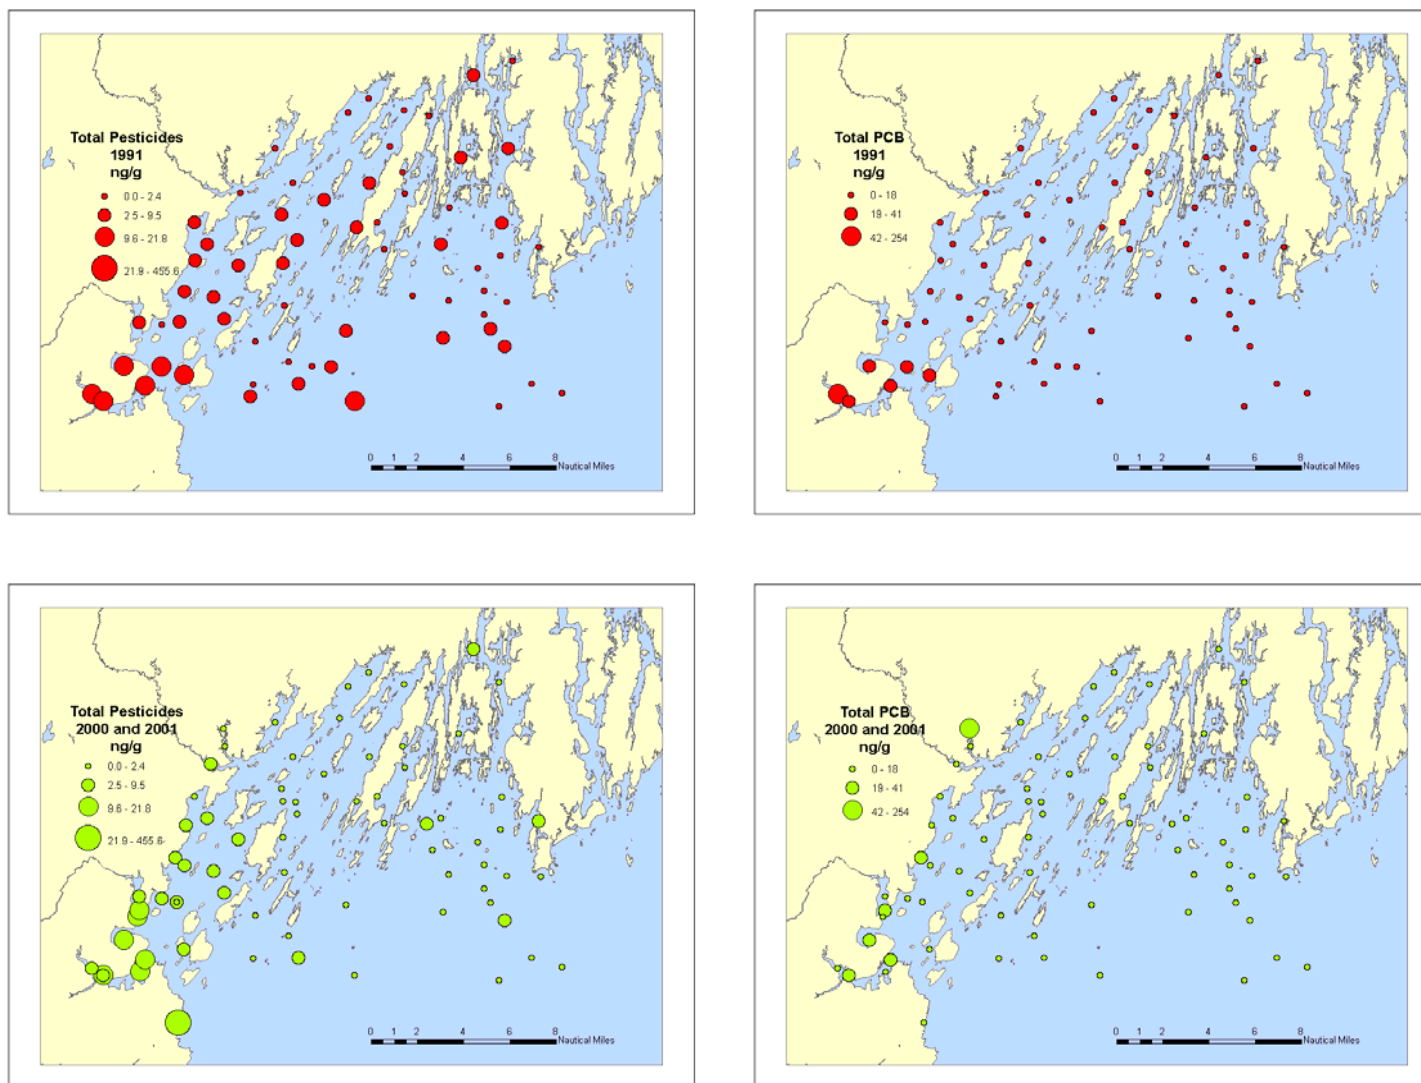 Total Pesticides
1991
ng/g
0.0 - 2.4
2.5 - 9.5
9.6 - 21.8
21.9 - 455.6
0 1 2 4 6 8
Nautical Miles
Total PCB
1991
ng/g
0 - 18
19 - 41
42 - 254
0 1 2 4 6 8
Nautical Miles
Total Pesticides
2000 and 2001
ng/g
0.0 - 2.4
2.5 - 9.5
9.6 - 21.8
21.9 - 455.6
0 1 2 4 6 8
Nautical Miles
Total PCB
2000 and 2001
ng/g
0 - 18
19 - 41
42 - 254
0 1 2 4 6 8
Nautical Miles